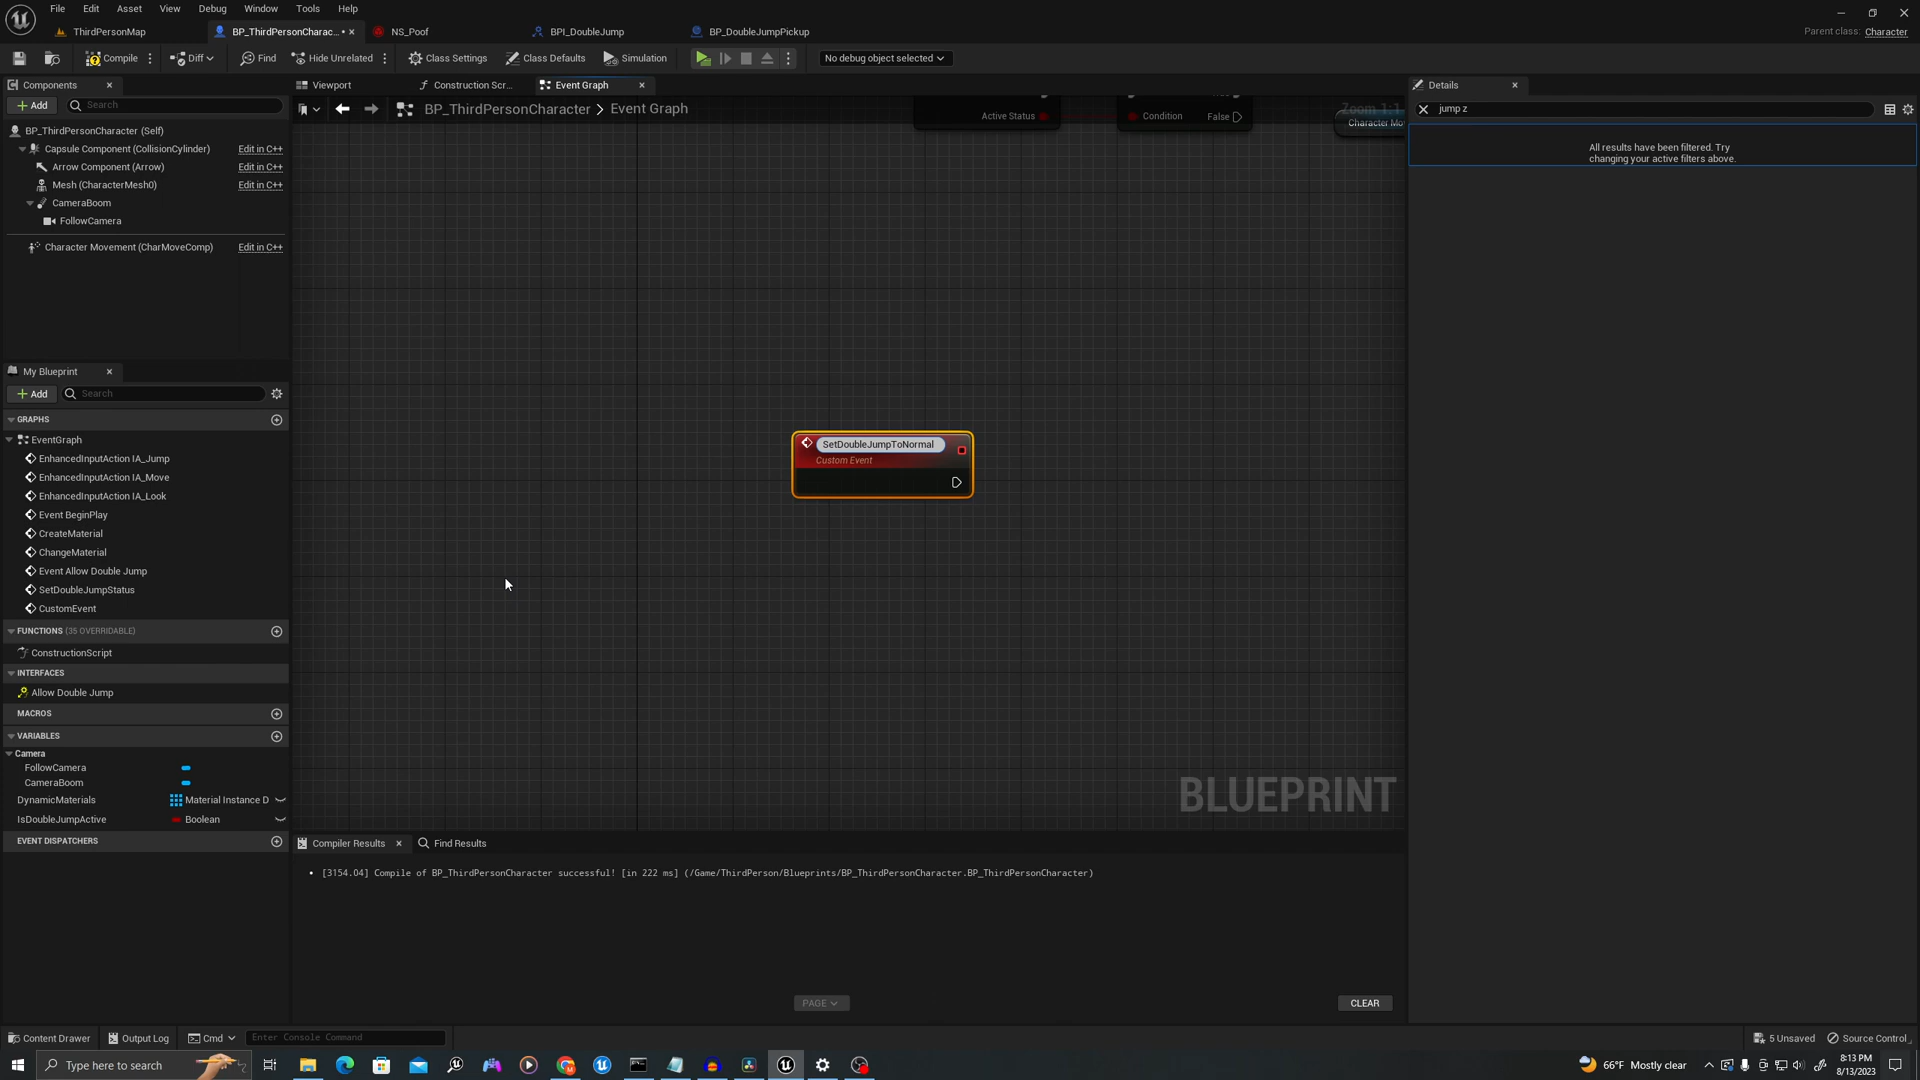 File Edit Asset View Debug Window Tools Help
ThirdPersonMap
BP_ThirdPersonCharac... •
NS_Poof
BPI_DoubleJump
BP_DoubleJumpPickup
Parent class: Character
Compile
Diff
Find
Hide Unrelated
Class Settings
Class Defaults
Simulation
No debug object selected
Components
Add
Search
BP_ThirdPersonCharacter (Self)
Capsule Component (CollisionCylinder) Edit in C++
Arrow Component (Arrow) Edit in C++
Mesh (CharacterMesh0) Edit in C++
CameraBoom
FollowCamera
Character Movement (CharMoveComp) Edit in C++
My Blueprint
Add
Search
GRAPHS
EventGraph
EnhancedInputAction IA_Jump
EnhancedInputAction IA_Move
EnhancedInputAction IA_Look
Event BeginPlay
CreateMaterial
ChangeMaterial
Event Allow Double Jump
SetDoubleJumpStatus
CustomEvent
FUNCTIONS (35 OVERRIDABLE)
ConstructionScript
INTERFACES
Allow Double Jump
MACROS
VARIABLES
Camera
FollowCamera
CameraBoom
DynamicMaterials Material Instance D
IsDoubleJumpActive Boolean
EVENT DISPATCHERS
Viewport
Construction Scr...
Event Graph
BP_ThirdPersonCharacter > Event Graph
Zoom 1:1
Active Status
Condition False
Character Mo
SetDoubleJumpToNormal
Custom Event
BLUEPRINT
Compiler Results
Find Results
• [3154.04] Compile of BP_ThirdPersonCharacter successful! [in 222 ms] (/Game/ThirdPerson/Blueprints/BP_ThirdPersonCharacter.BP_ThirdPersonCharacter)
PAGE
CLEAR
Details
jump z
All results have been filtered. Try
changing your active filters above.
Content Drawer
Output Log
Cmd
Enter Console Command
5 Unsaved
Source Control
Type here to search
66°F Mostly clear
8:13 PM
8/13/2023